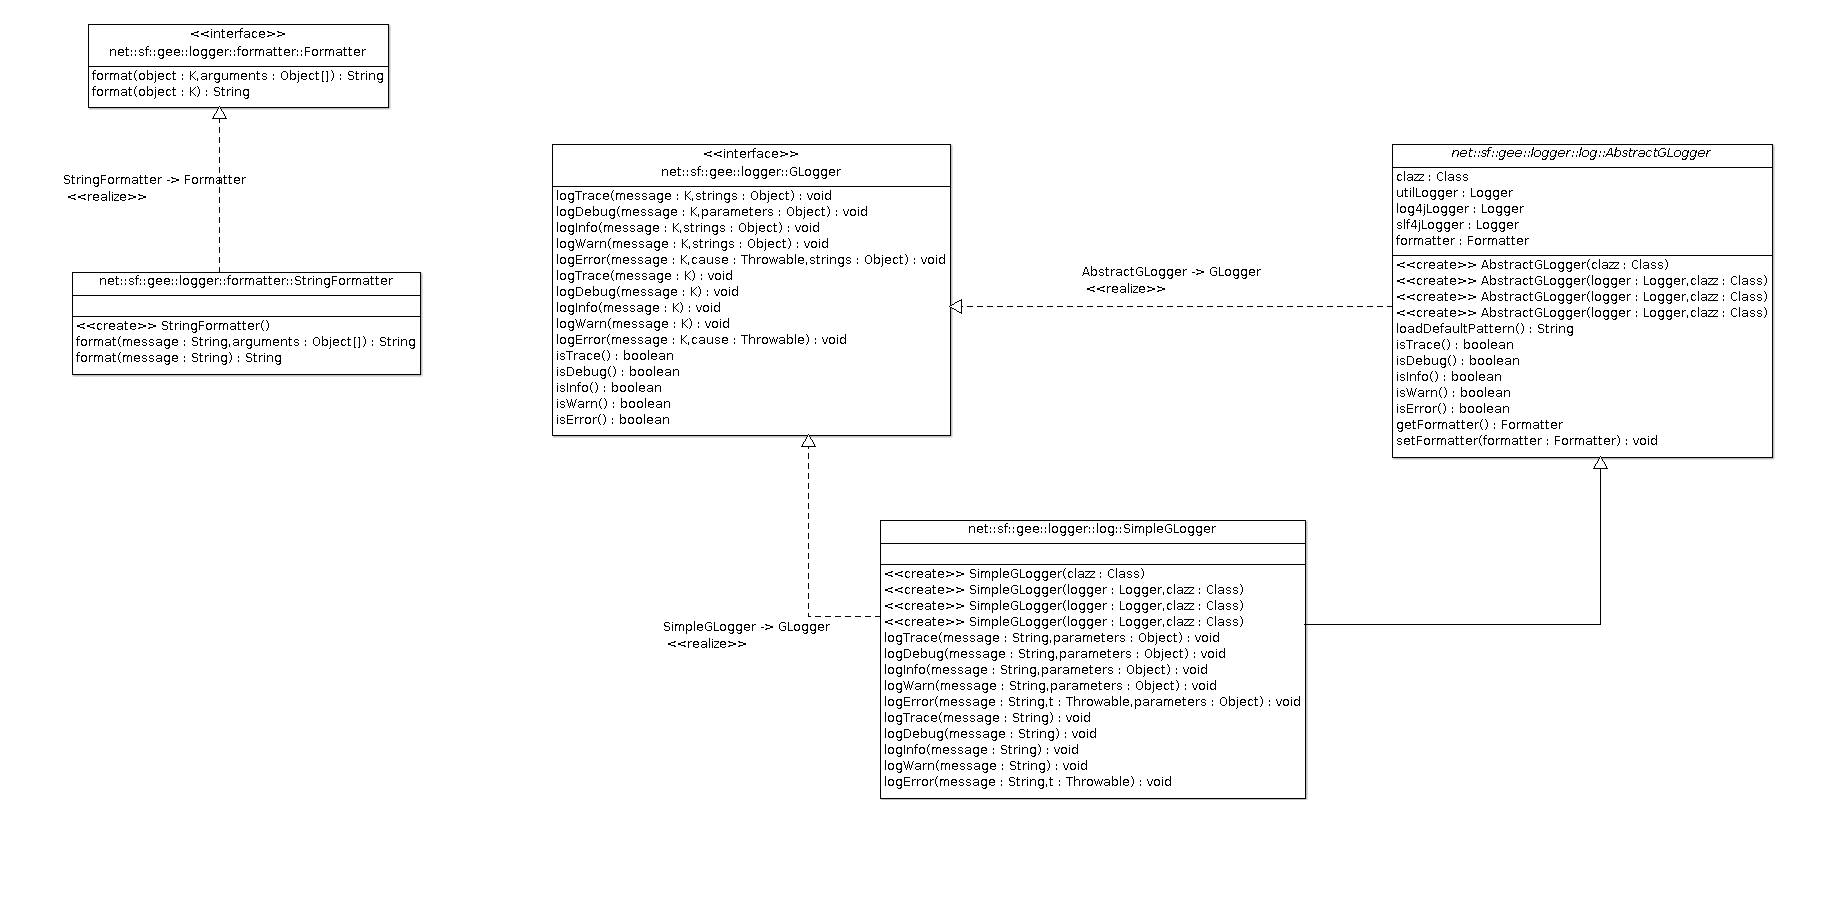 <<interface>>
net::sf::gee::logger::formatter::Formatter
format(object : K,arguments : Object[]) : String
format(object : K) : String
StringFormatter -> Formatter
<<realize>>
net::sf::gee::logger::formatter::StringFormatter
<<create>> StringFormatter()
format(message : String,arguments : Object[]) : String
format(message : String) : String
<<interface>>
net::sf::gee::logger::GLogger
logTrace(message : K,strings : Object) : void
logDebug(message : K,parameters : Object) : void
logInfo(message : K,strings : Object) : void
logWarn(message : K,strings : Object) : void
logError(message : K,cause : Throwable,strings : Object) : void
logTrace(message : K) : void
logDebug(message : K) : void
logInfo(message : K) : void
logWarn(message : K) : void
logError(message : K,cause : Throwable) : void
isTrace() : boolean
isDebug() : boolean
isInfo() : boolean
isWarn() : boolean
isError() : boolean
AbstractGLogger -> GLogger
<<realize>>
net::sf::gee::logger::log::AbstractGLogger
clazz : Class
utilLogger : Logger
log4jLogger : Logger
slf4jLogger : Logger
formatter : Formatter
<<create>> AbstractGLogger(clazz : Class)
<<create>> AbstractGLogger(logger : Logger,clazz : Class)
<<create>> AbstractGLogger(logger : Logger,clazz : Class)
<<create>> AbstractGLogger(logger : Logger,clazz : Class)
loadDefaultPattern() : String
isTrace() : boolean
isDebug() : boolean
isInfo() : boolean
isWarn() : boolean
isError() : boolean
getFormatter() : Formatter
setFormatter(formatter : Formatter) : void
SimpleGLogger -> GLogger
<<realize>>
net::sf::gee::logger::log::SimpleGLogger
<<create>> SimpleGLogger(clazz : Class)
<<create>> SimpleGLogger(logger : Logger,clazz : Class)
<<create>> SimpleGLogger(logger : Logger,clazz : Class)
<<create>> SimpleGLogger(logger : Logger,clazz : Class)
logTrace(message : String,parameters : Object) : void
logDebug(message : String,parameters : Object) : void
logInfo(message : String,parameters : Object) : void
logWarn(message : String,parameters : Object) : void
logError(message : String,t : Throwable,parameters : Object) : void
logTrace(message : String) : void
logDebug(message : String) : void
logInfo(message : String) : void
logWarn(message : String) : void
logError(message : String,t : Throwable) : void